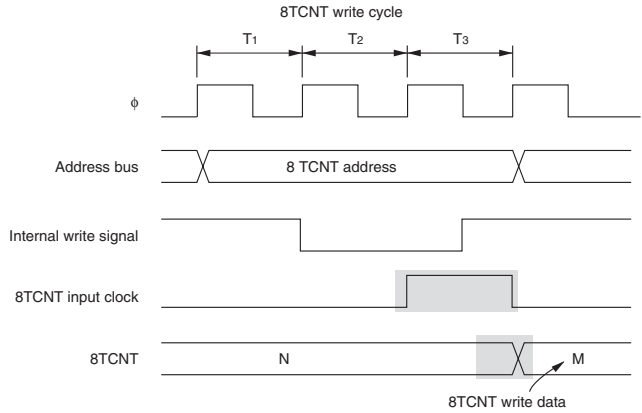 8TCNT write cycle
T1 T2 T3
ϕ
Address bus 8 TCNT address
Internal write signal
8TCNT input clock
8TCNT N M
8TCNT write data